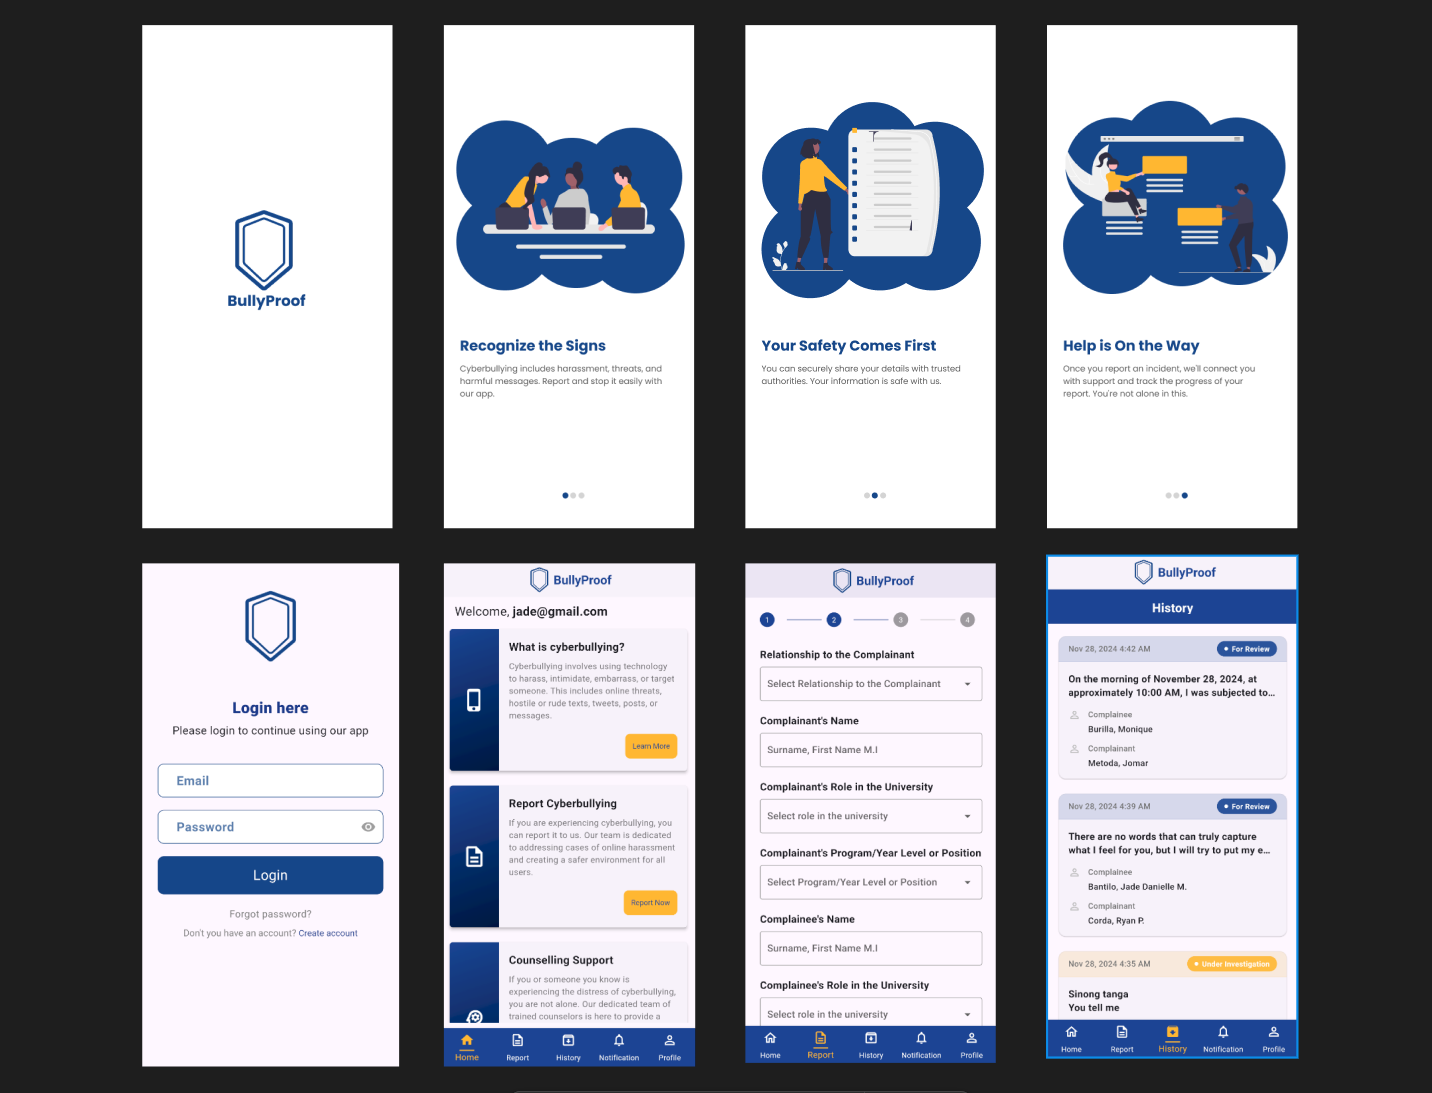 BullyProof
Recognize the Signs
Cyberbullying includes harassment, threats, and
harmful messages. Report and stop it easily with
our app.
Your Safety Comes First
You can securely share your details with trusted
authorities. Your information is safe with us.
Help is On the Way
Once you report an incident, we'll connect you
with support and track the progress of your
report. You're not alone in this.
Login here
Please login to continue using our app
Email
Password
Login
Forgot password?
Don't you have an account? Create account
BullyProof
Welcome, jade@gmail.com
What is cyberbullying?
Cyberbullying involves using technology
to harass, intimidate, embarrass, or target
someone. This includes online threats,
hostile or rude texts, tweets, posts, or
messages.
Learn More
Report Cyberbullying
If you are experiencing cyberbullying, you
can report it to us. Our team is dedicated
to addressing cases of online harassment
and creating a safer environment for all
users.
Report Now
Counselling Support
If you or someone you know is
experiencing the distress of cyberbullying,
you are not alone. Our dedicated team of
trained counselors is here to provide a
Home
Report
History
Notification
Profile
BullyProof
1
2
3
4
Relationship to the Complainant
Select Relationship to the Complainant
Complainant's Name
Surname, First Name M.I
Complainant's Role in the University
Select role in the university
Complainant's Program/Year Level or Position
Select Program/Year Level or Position
Complainee's Name
Surname, First Name M.I
Complainee's Role in the University
Select role in the university
Home
Report
History
Notification
Profile
BullyProof
History
Nov 28, 2024 4:42 AM
For Review
On the morning of November 28, 2024, at
approximately 10:00 AM, I was subjected to...
Complainee
Burilla, Monique
Complainant
Metoda, Jomar
Nov 28, 2024 4:39 AM
For Review
There are no words that can truly capture
what I feel for you, but I will try to put my e...
Complainee
Bantilo, Jade Danielle M.
Complainant
Corda, Ryan P.
Nov 28, 2024 4:35 AM
Under Investigation
Sinong tanga
You tell me
Home
Report
History
Notification
Profile